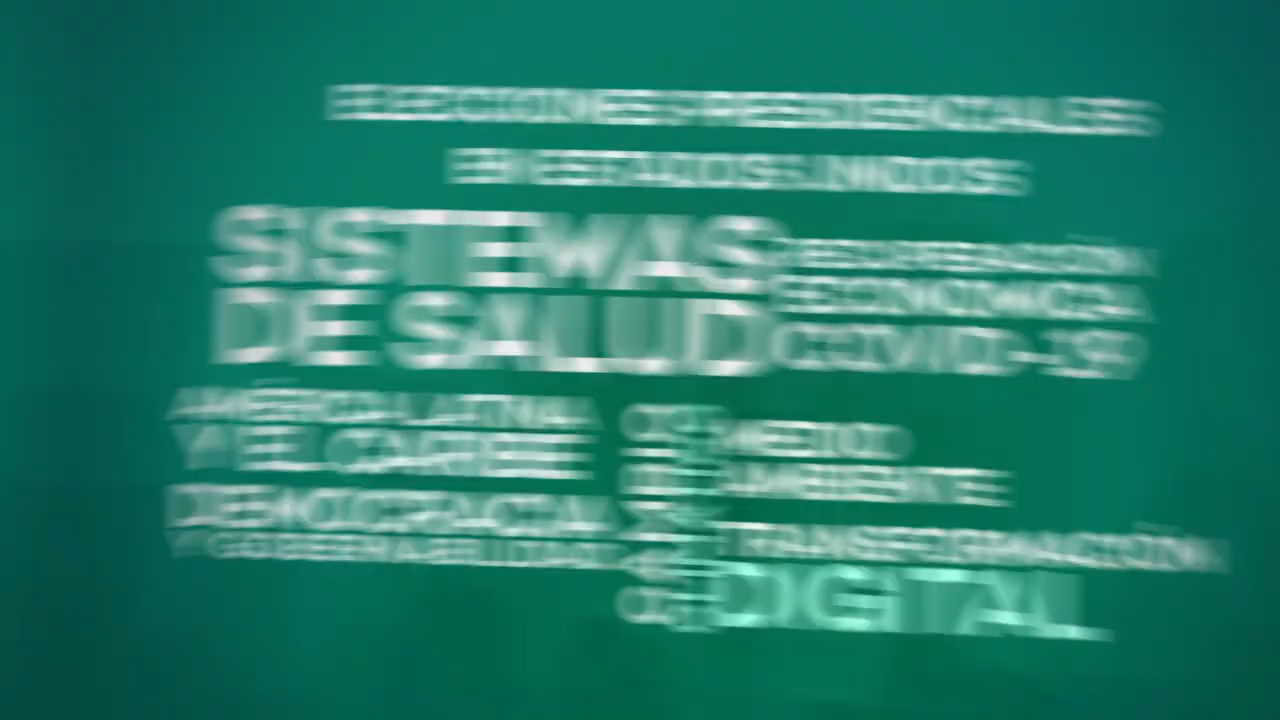 ELECCIONES PRESIDENCIALES
EN ESTADOS UNIDOS
SISTEMAS
DE SALUD
RECUPERACIÓN
ECONÓMICA
COVID-19
AMÉRICA LATINA
Y EL CARIBE
DEMOCRACIA
Y GOBERNABILIDAD
MEDIO
AMBIENTE
TRANSFORMACIÓN
DIGITAL